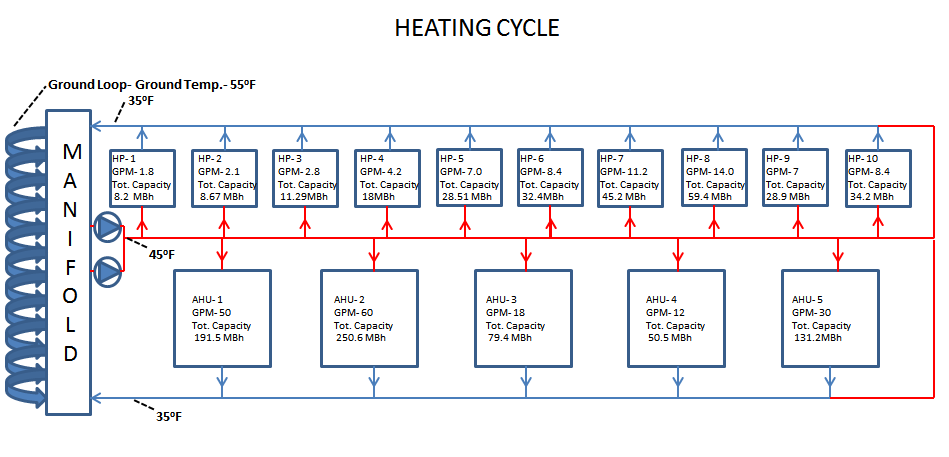 HEATING CYCLE
Ground Loop- Ground Temp.- 55⁰F
35⁰F
MANIFOLD
HP- 1
GPM- 1.8
Tot. Capacity
8.2 MBh
HP- 2
GPM- 2.1
Tot. Capacity
8.67 MBh
HP- 3
GPM- 2.8
Tot. Capacity
11.29 MBh
HP- 4
GPM- 4.2
Tot. Capacity
18MBh
HP- 5
GPM- 7.0
Tot. Capacity
28.51 MBh
HP- 6
GPM- 8.4
Tot. Capacity
32.4MBh
HP- 7
GPM- 11.2
Tot. Capacity
45.2 MBh
HP- 8
GPM- 14.0
Tot. Capacity
59.4 MBh
HP- 9
GPM- 7
Tot. Capacity
28.9 MBh
HP- 10
GPM- 8.4
Tot. Capacity
34.2 MBh
45⁰F
AHU- 1
GPM- 50
Tot. Capacity
191.5 MBh
AHU- 2
GPM- 60
Tot. Capacity
250.6 MBh
AHU- 3
GPM- 18
Tot. Capacity
79.4 MBh
AHU- 4
GPM- 12
Tot. Capacity
50.5 MBh
AHU- 5
GPM- 30
Tot. Capacity
131.2MBh
35⁰F